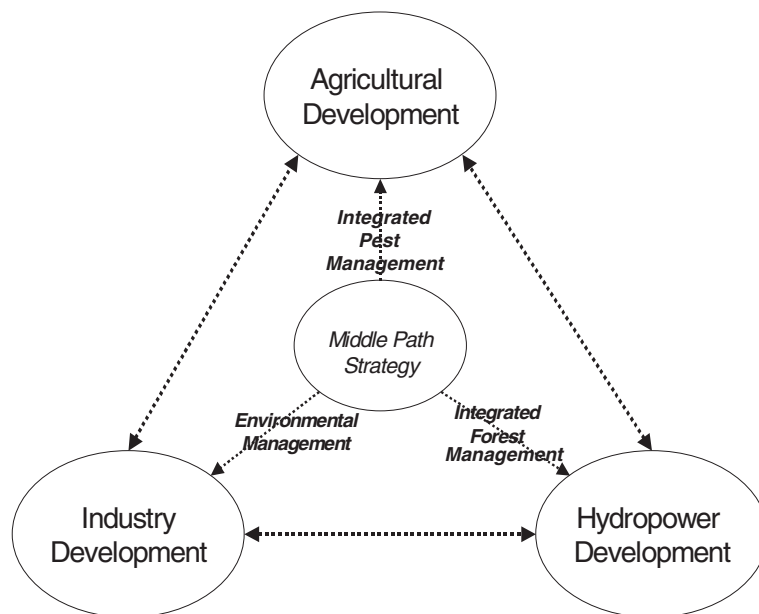 Agricultural
Development
Integrated
Pest
Management
Middle Path
Strategy
Environmental
Management
Integrated
Forest
Management
Industry
Development
Hydropower
Development